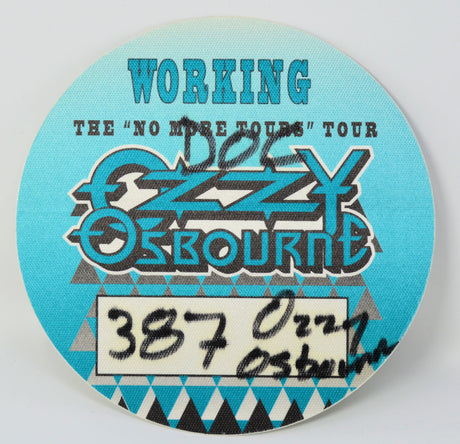 WORKING
THE "NO MORE TOURS" TOUR
DOC
OZZY
OSBOURNE
387 Ozzy
Osbourne